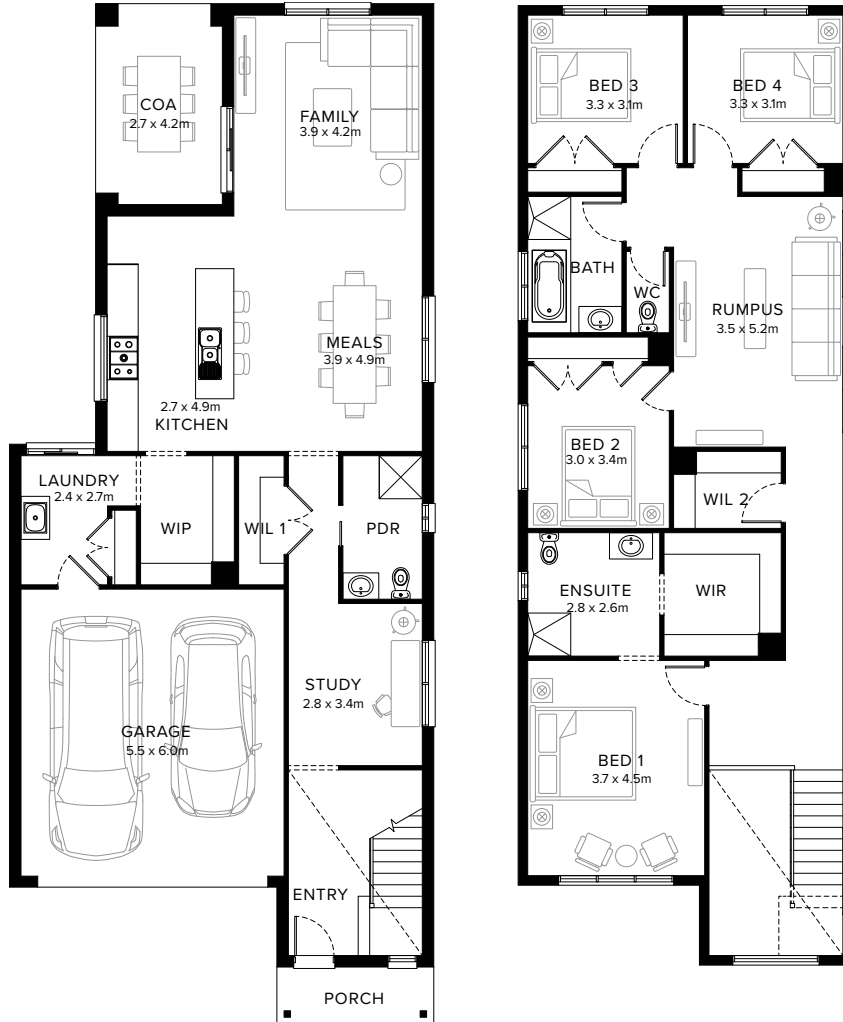 COA
2.7 x 4.2m
FAMILY
3.9 x 4.2m
MEALS
3.9 x 4.9m
2.7 x 4.9m
KITCHEN
LAUNDRY
2.4 x 2.7m
WIP
WIL 1
PDR
STUDY
2.8 x 3.4m
GARAGE
5.5 x 6.0m
ENTRY
PORCH
BED 3
3.3 x 3.1m
BED 4
3.3 x 3.1m
BATH
WC
RUMPUS
3.5 x 5.2m
BED 2
3.0 x 3.4m
WIL 2
ENSUITE
2.8 x 2.6m
WIR
BED 1
3.7 x 4.5m